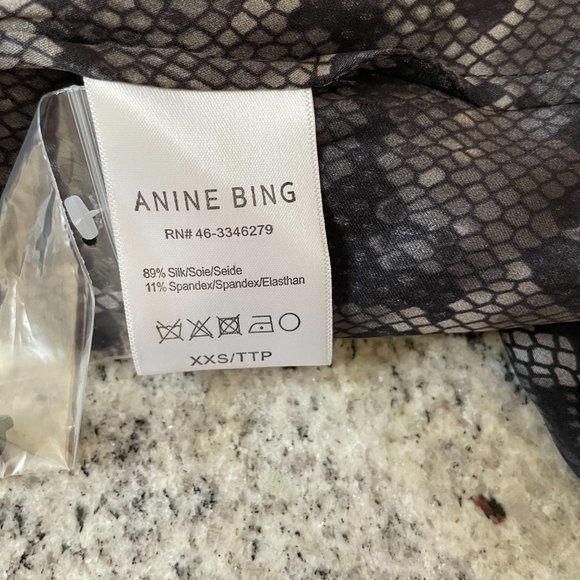 ANINE BING
RN# 46-3346279
89% Silk/Soie/Seide
11% Spandex/Spandex/Elasthan
XXS/TTP